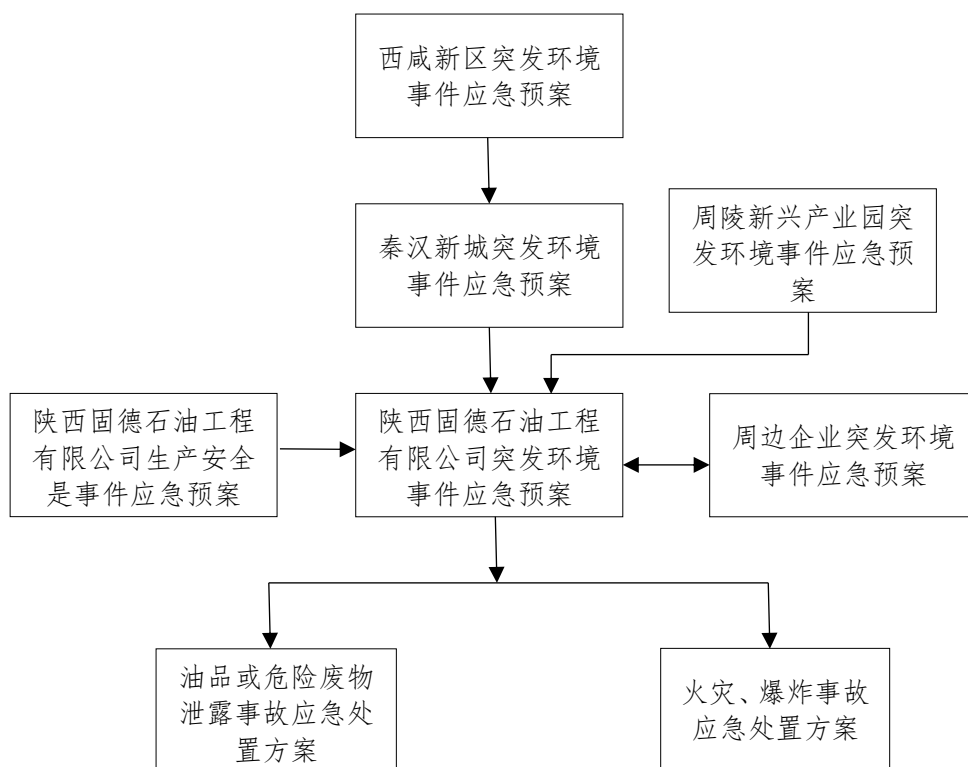 西咸新区突发环境
事件应急预案
秦汉新城突发环境
事件应急预案
周陵新兴产业园突
发环境事件应急预
案
陕西固德石油工程
有限公司生产安全
是事件应急预案
陕西固德石油工程
有限公司突发环境
事件应急预案
周边企业突发环境
事件应急预案
油品或危险废物
泄露事故应急处
置方案
火灾、爆炸事故
应急处置方案